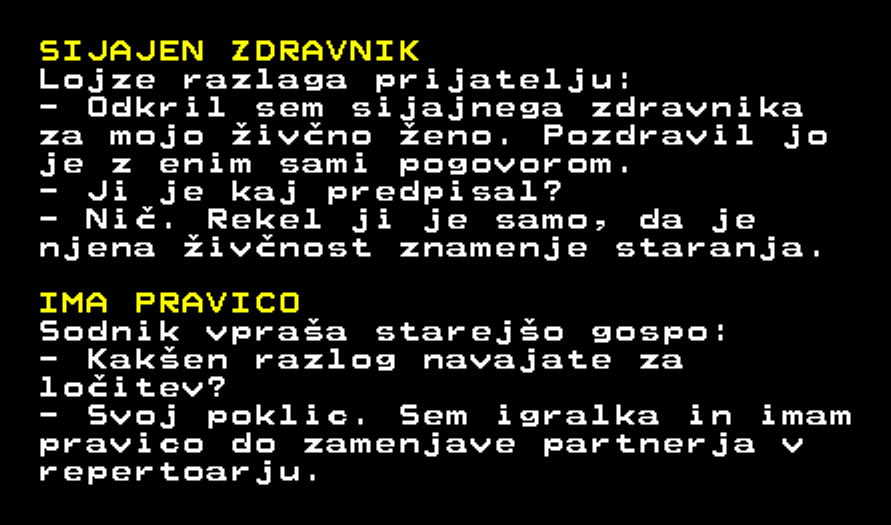 SIJAJEN ZDRAVNIK
Lojze razlaga prijatelju:
- Odkril sem sijajnega zdravnika
za mojo živčno ženo. Pozdravil jo
je z enim sami pogovorom.
- Ji je kaj predpisal?
- Nič. Rekel ji je samo, da je
njena živčnost znamenje staranja.
IMA PRAVICO
Sodnik vpraša starejšo gospo:
- Kakšen razlog navajate za
ločitev?
- Svoj poklic. Sem igralka in imam
pravico do zamenjave partnerja v
repertoarju.